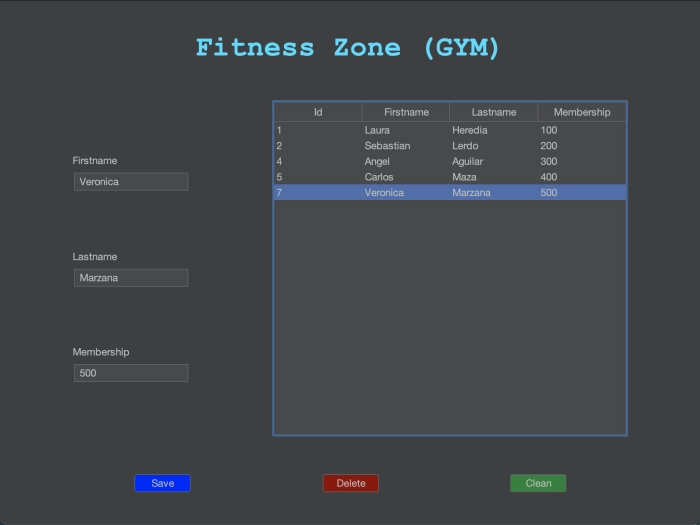 Fitness Zone (GYM)
Firstname
Veronica
Lastname
Marzana
Membership
500
Id Firstname Lastname Membership
1 Laura Heredia 100
2 Sebastian Lerdo 200
4 Angel Aguilar 300
5 Carlos Maza 400
7 Veronica Marzana 500
Save Delete Clean